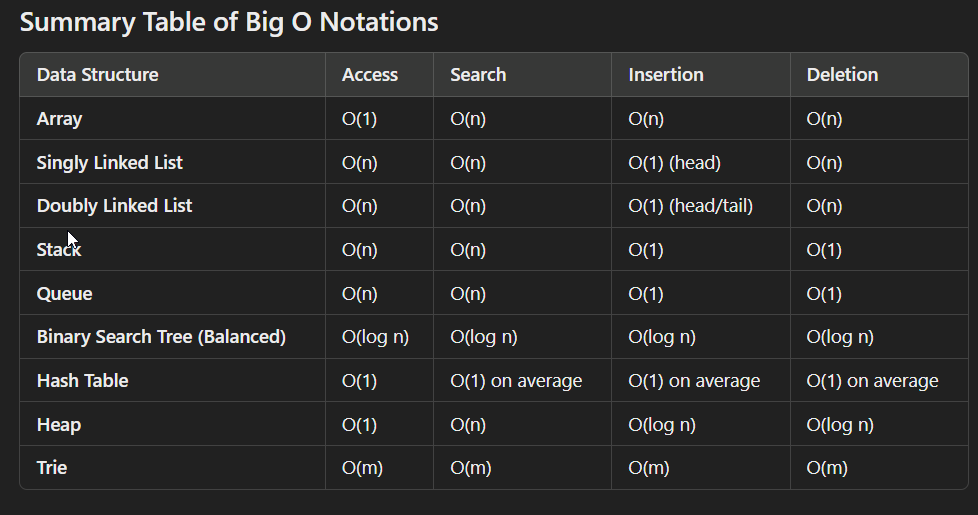 Summary Table of Big O Notations
Data Structure Access Search Insertion Deletion
Array O(1) O(n) O(n) O(n)
Singly Linked List O(n) O(n) O(1) (head) O(n)
Doubly Linked List O(n) O(n) O(1) (head/tail) O(n)
Stack O(n) O(n) O(1) O(1)
Queue O(n) O(n) O(1) O(1)
Binary Search Tree (Balanced) O(log n) O(log n) O(log n) O(log n)
Hash Table O(1) O(1) on average O(1) on average O(1) on average
Heap O(1) O(n) O(log n) O(log n)
Trie O(m) O(m) O(m) O(m)